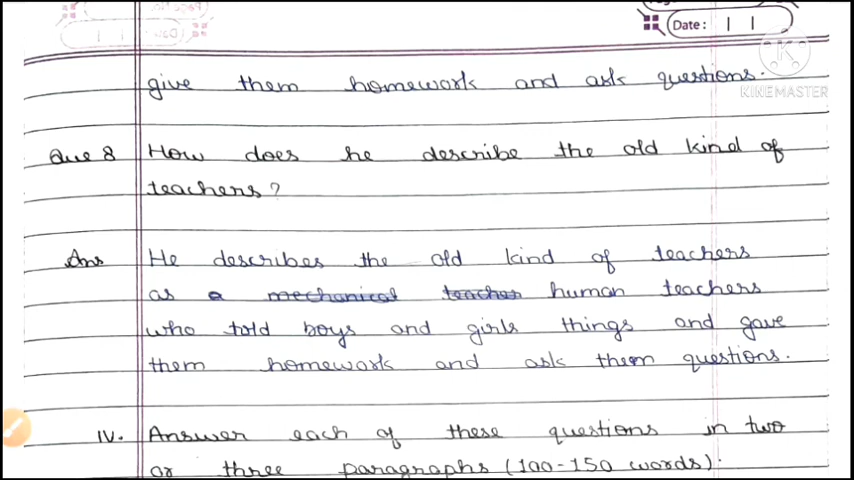 Date: | |
give them homework and ask questions.
KINEMASTER
Que 8 How does he describe the old kind of
teachers?
Ans He describes the old kind of teachers
as a mechanical teacher human teachers
who told boys and girls things and gave
them homework and ask them questions.
IV. Answer each of these questions in two
or three paragraphs (100-150 words).